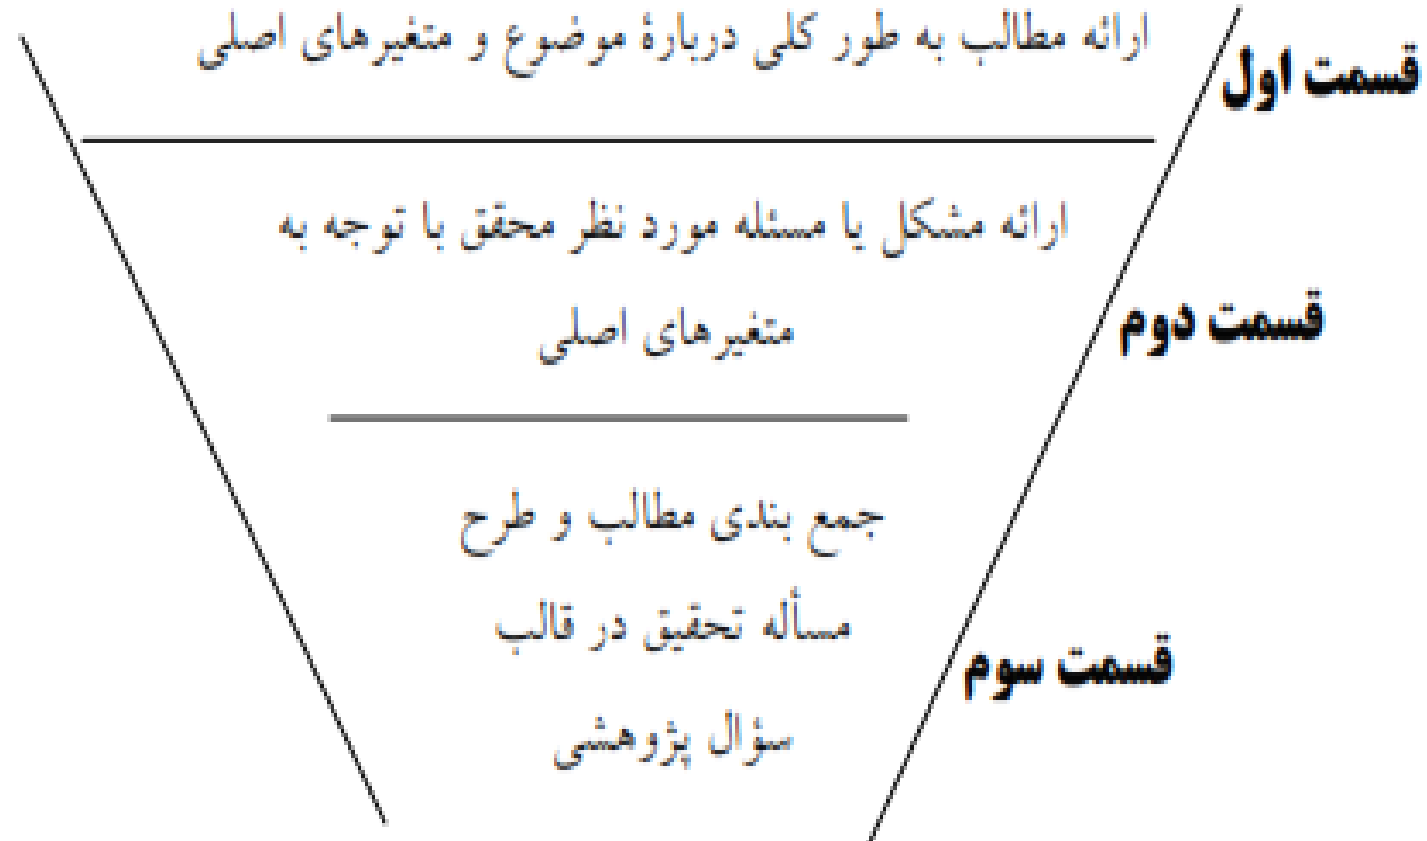 ارائه مطالب به طور کلی دربارهٔ موضوع و متغیرهای اصلی
قسمت اول
ارائه مشکل یا مسئله مورد نظر محقق با توجه به
متغیرهای اصلی
قسمت دوم
جمع بندی مطالب و طرح
مسأله تحقیق در قالب
سؤال پژوهشی
قسمت سوم